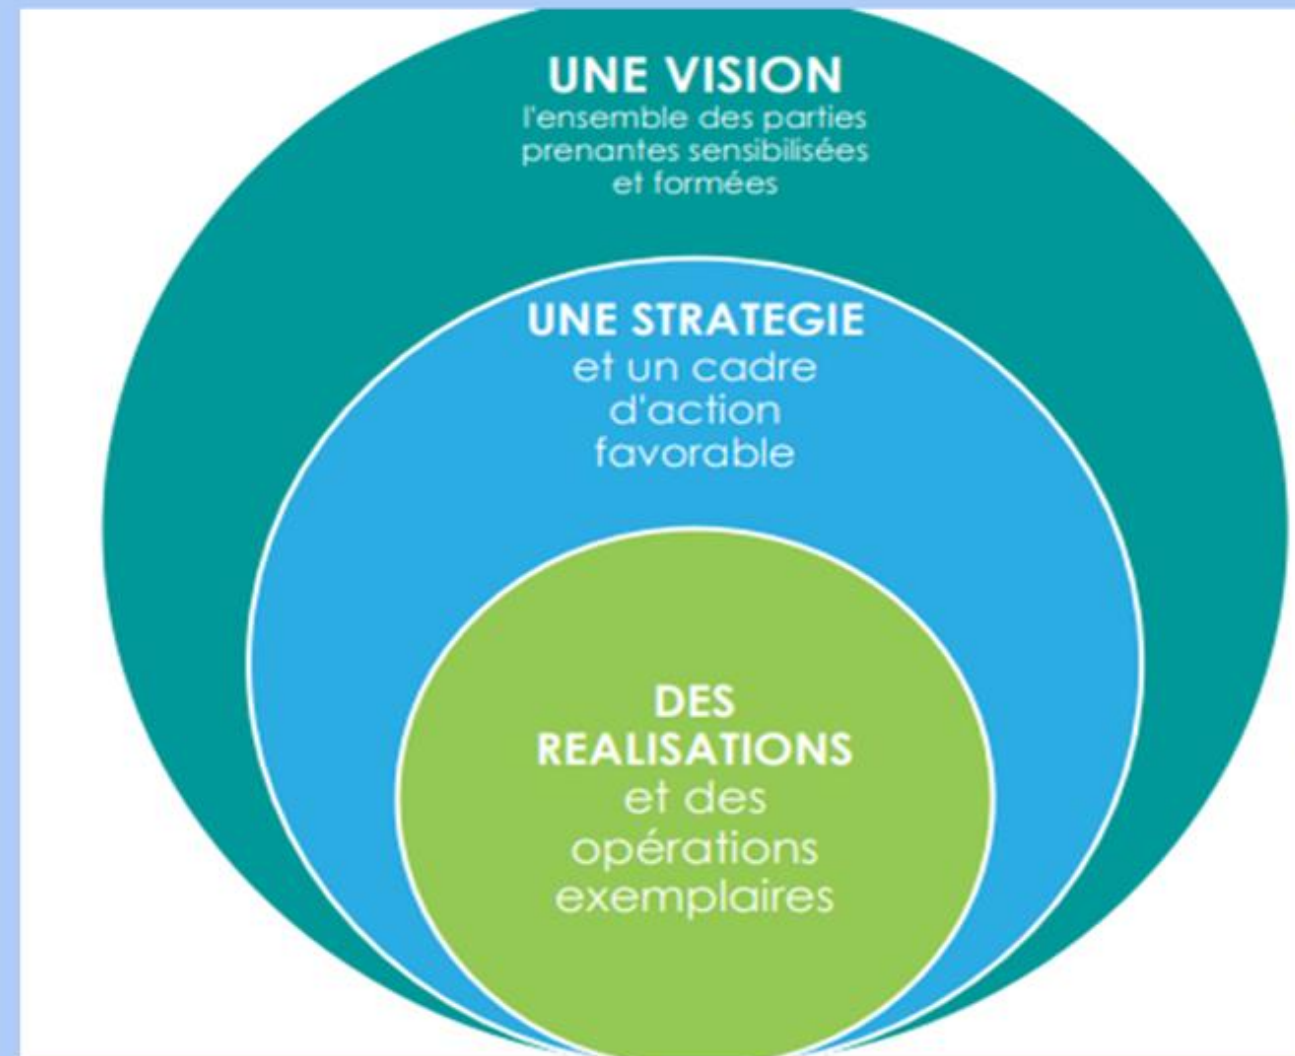 UNE VISION
l'ensemble des parties
prenantes sensibilisées
et formées
UNE STRATEGIE
et un cadre
d'action
favorable
DES
REALISATIONS
et des
opérations
exemplaires